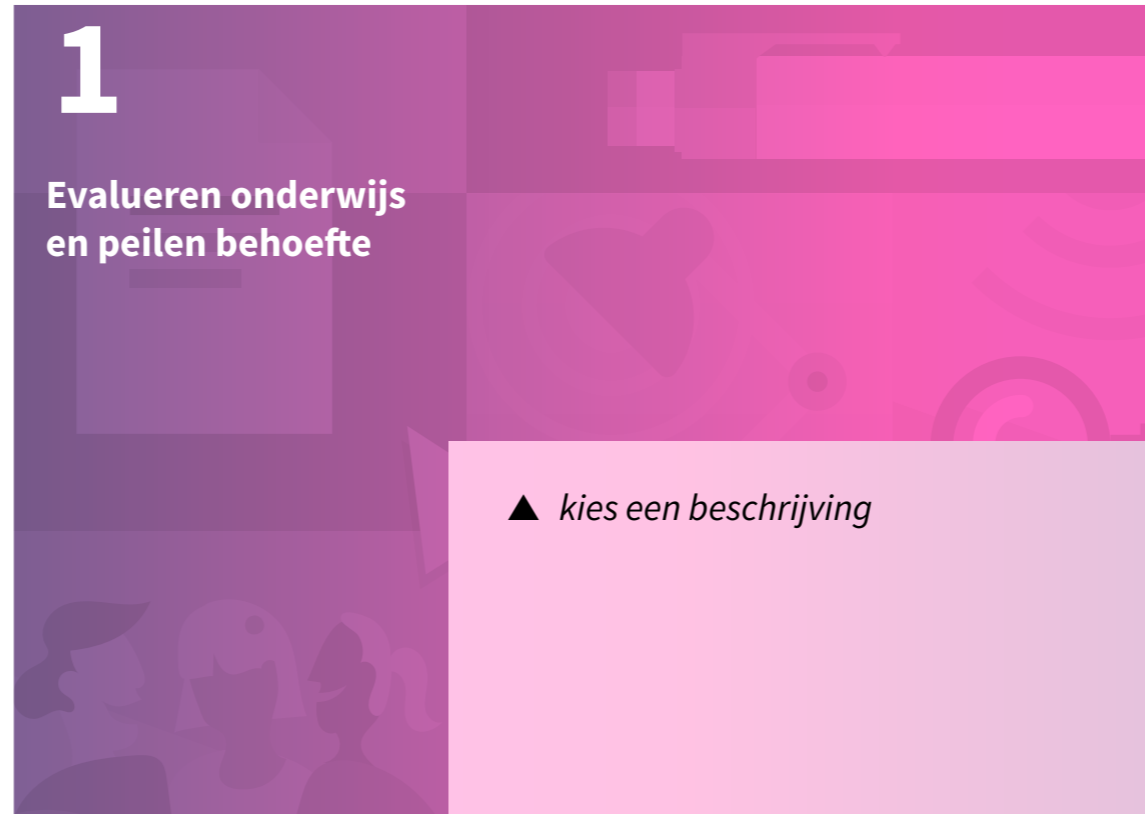 1
Evalueren onderwijs
en peilen behoefte
▲ kies een beschrijving